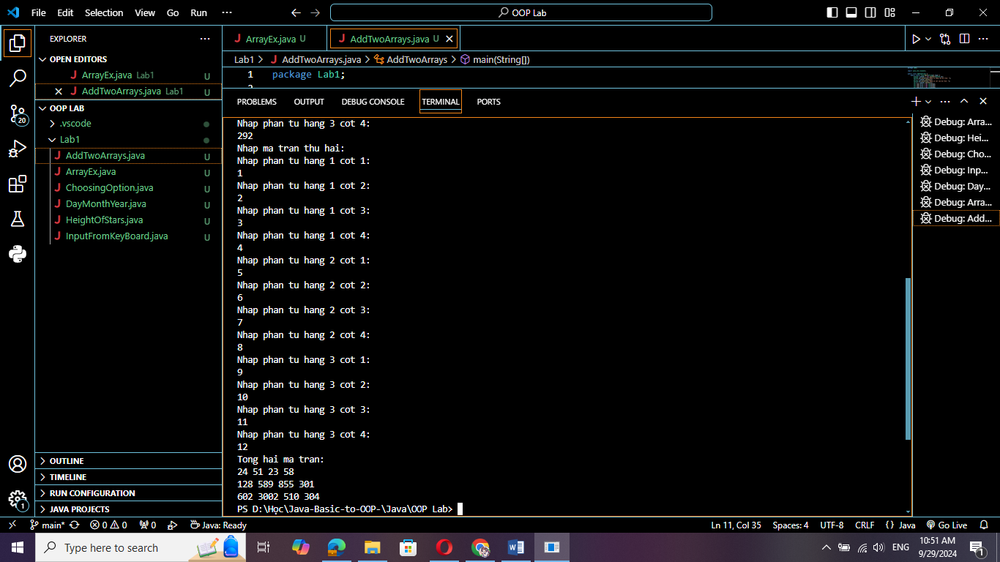 File Edit Selection View Go Run ··· OOP Lab
EXPLORER ···
OPEN EDITORS
ArrayEx.java Lab1 U
AddTwoArrays.java Lab1 U
OOP LAB
.vscode
Lab1
AddTwoArrays.java U
ArrayEx.java U
ChoosingOption.java U
DayMonthYear.java U
HeightOfStars.java U
InputFromKeyBoard.java U
OUTLINE
TIMELINE
RUN CONFIGURATION
JAVA PROJECTS
20
1
ArrayEx.java U AddTwoArrays.java U
Lab1 > AddTwoArrays.java > AddTwoArrays > main(String[])
1 package Lab1;
2
PROBLEMS OUTPUT DEBUG CONSOLE TERMINAL PORTS
Nhap phan tu hang 3 cot 4:
292
Nhap ma tran thu hai:
Nhap phan tu hang 1 cot 1:
1
Nhap phan tu hang 1 cot 2:
2
Nhap phan tu hang 1 cot 3:
3
Nhap phan tu hang 1 cot 4:
4
Nhap phan tu hang 2 cot 1:
5
Nhap phan tu hang 2 cot 2:
6
Nhap phan tu hang 2 cot 3:
7
Nhap phan tu hang 2 cot 4:
8
Nhap phan tu hang 3 cot 1:
9
Nhap phan tu hang 3 cot 2:
10
Nhap phan tu hang 3 cot 3:
11
Nhap phan tu hang 3 cot 4:
12
Tong hai ma tran:
24 51 23 58
128 589 855 301
602 3002 510 304
PS D:\Học\Java-Basic-to-OOP-\Java\OOP Lab>
Debug: Arra...
Debug: Hei...
Debug: Cho...
Debug: Inp...
Debug: Day...
Debug: Arra...
Debug: Add...
main* 0 0 0 Java: Ready Ln 11, Col 35 Spaces: 4 UTF-8 CRLF {} Java Go Live
Type here to search ENG 10:51 AM
9/29/2024 1